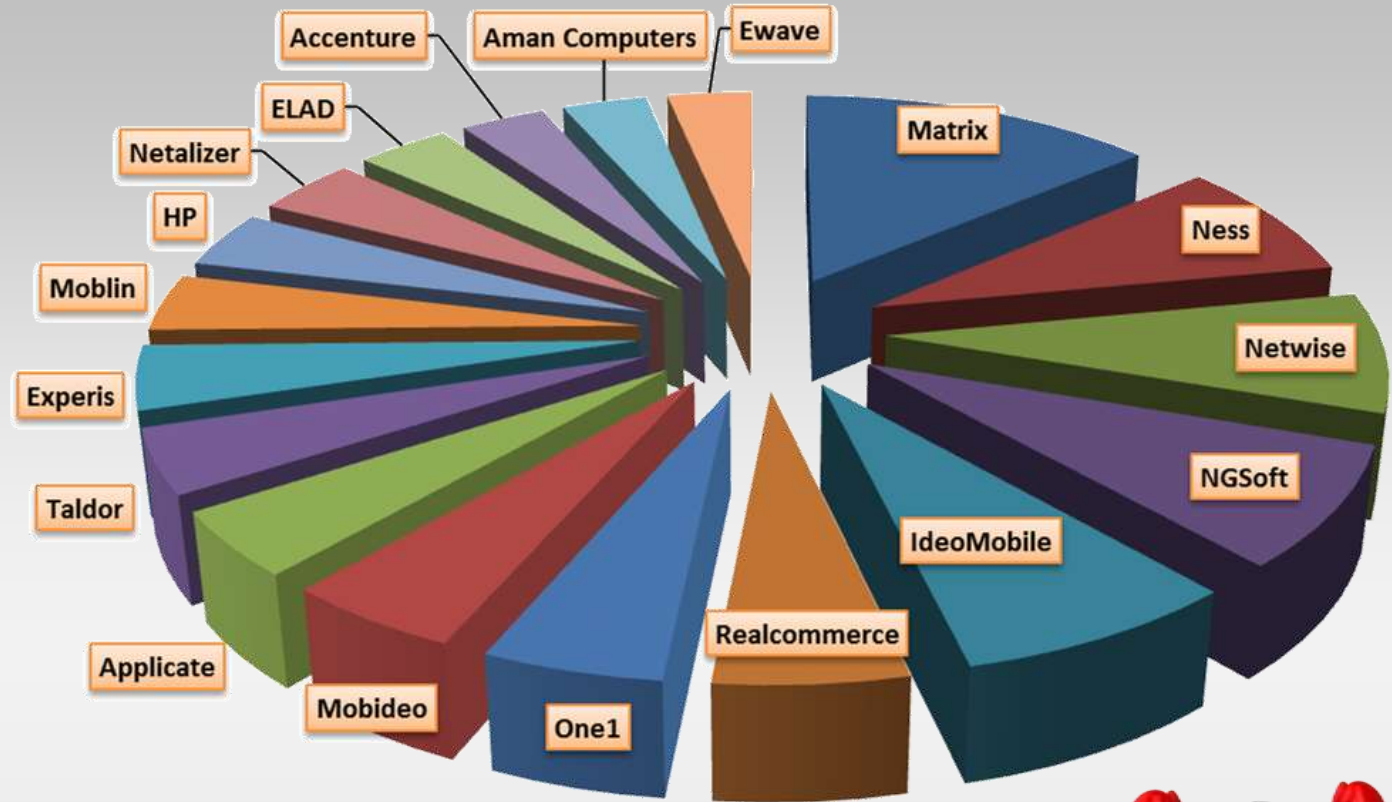 Accenture
Aman Computers
Ewave
Matrix
ELAD
Netalizer
HP
Ness
Moblin
Netwise
Experis
NGSoft
Taldor
IdeoMobile
Realcommerce
Applicate
Mobideo
One1